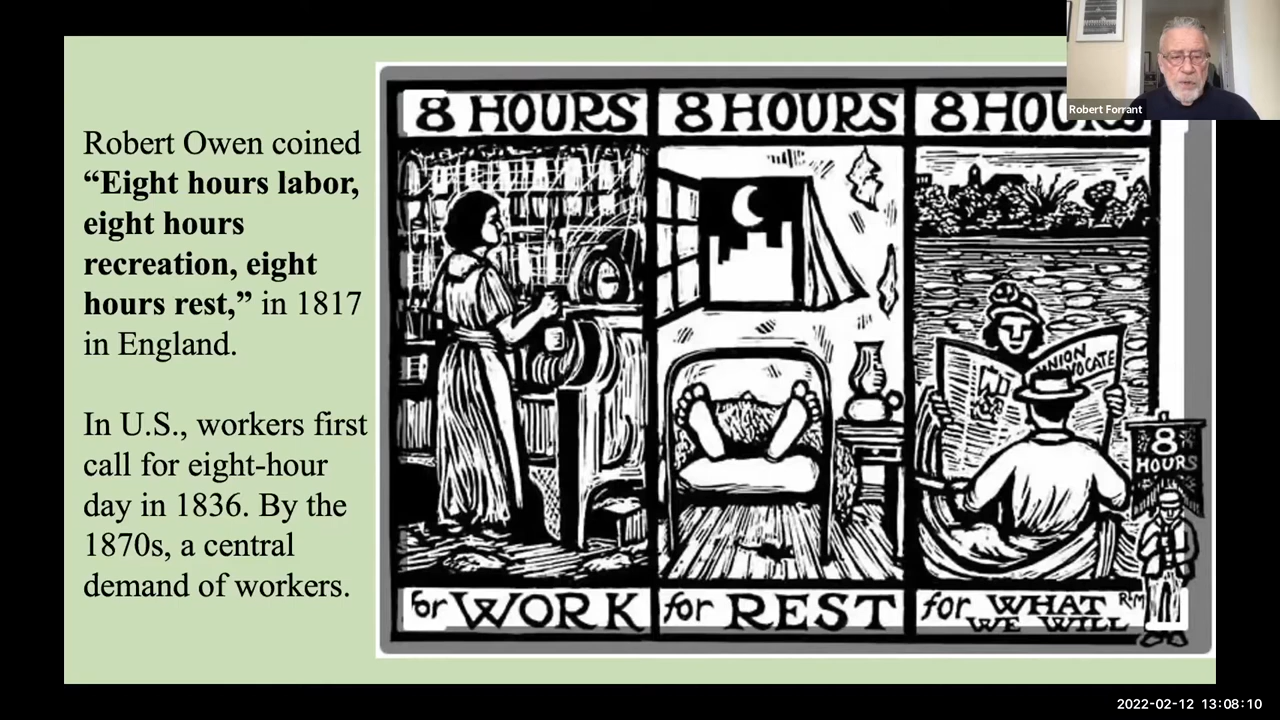 Robert Owen coined
“Eight hours labor,
eight hours
recreation, eight
hours rest,” in 1817
in England.
In U.S., workers first
call for eight-hour
day in 1836. By the
1870s, a central
demand of workers.
8 HOURS
8 HOURS
8 HOURS
for WORK
for REST
for WHAT
WE WILL
UNION
ADVOCATE
8
HOURS
RM
Robert Forrant
2022-02-12 13:08:10